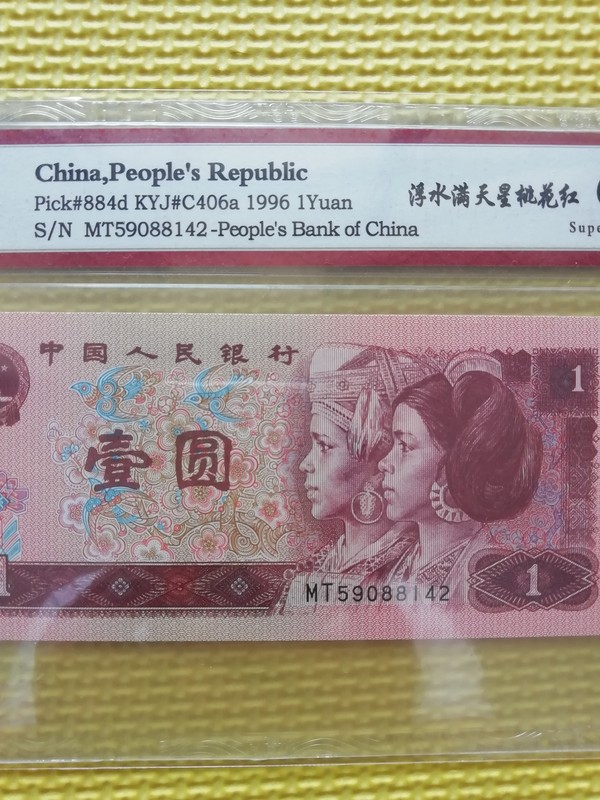 China,People's Republic
Pick#884d KYJ#C406a 1996 1Yuan
S/N MT59088142-People's Bank of China
浮水满天星桃花红
Supe
中国人民银行
1
壹圆
MT59088142
1